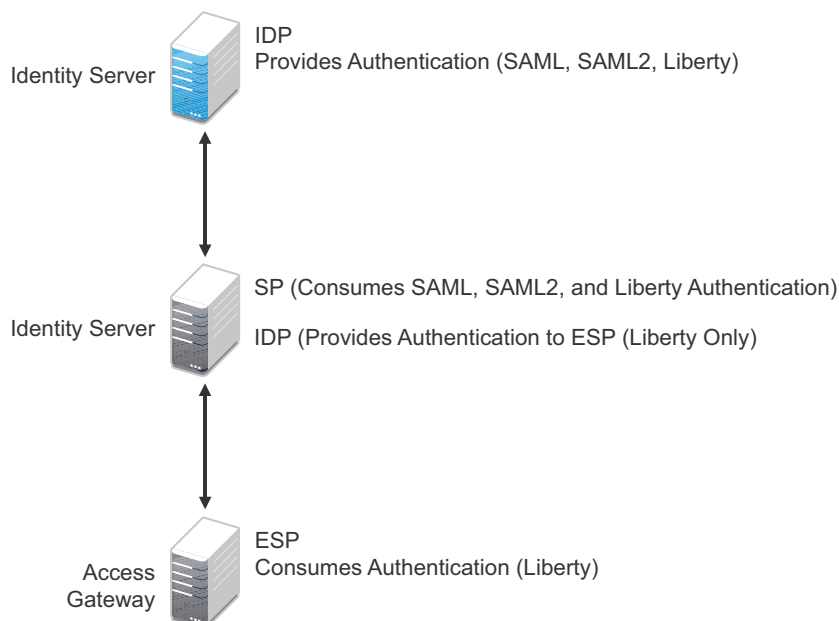 IDP
Provides Authentication (SAML, SAML2, Liberty)
Identity Server
SP (Consumes SAML, SAML2, and Liberty Authentication)
Identity Server
IDP (Provides Authentication to ESP (Liberty Only)
ESP
Consumes Authentication (Liberty)
Access
Gateway